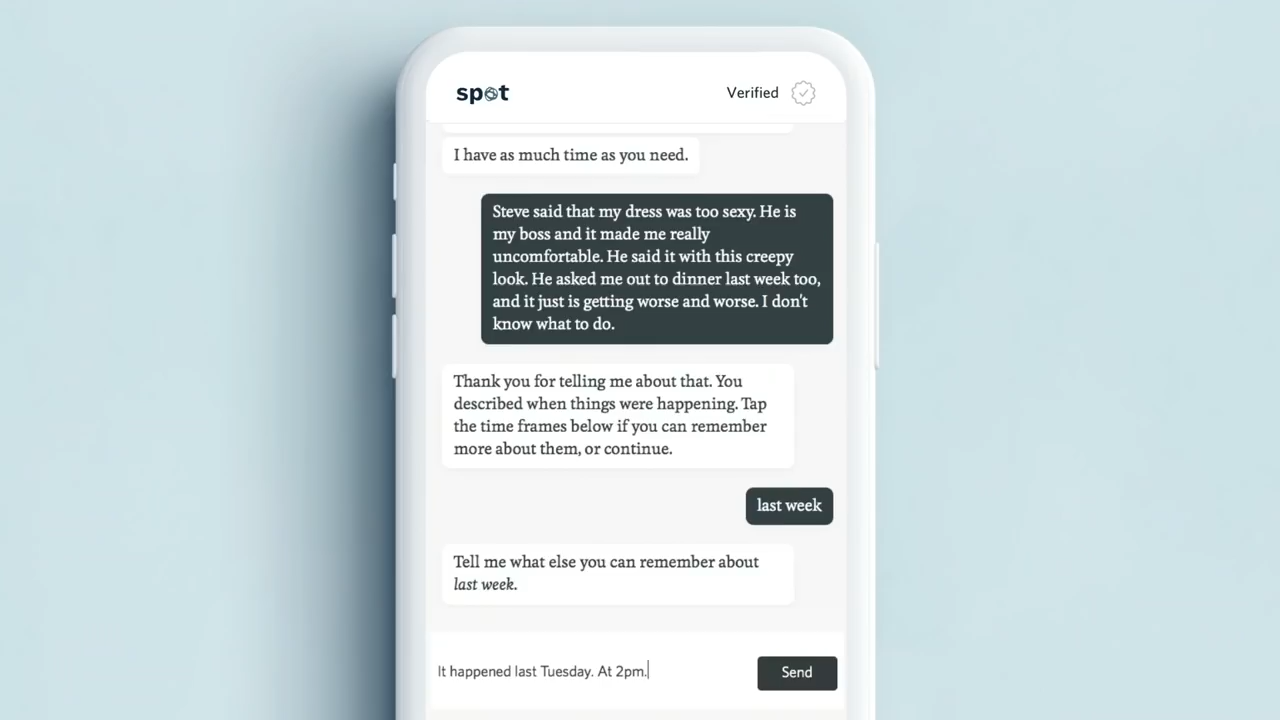 spot
Verified
I have as much time as you need.
Steve said that my dress was too sexy. He is
my boss and it made me really
uncomfortable. He said it with this creepy
look. He asked me out to dinner last week too,
and it just is getting worse and worse. I don't
know what to do.
Thank you for telling me about that. You
described when things were happening. Tap
the time frames below if you can remember
more about them, or continue.
last week
Tell me what else you can remember about
last week.
It happened last Tuesday. At 2pm.
Send